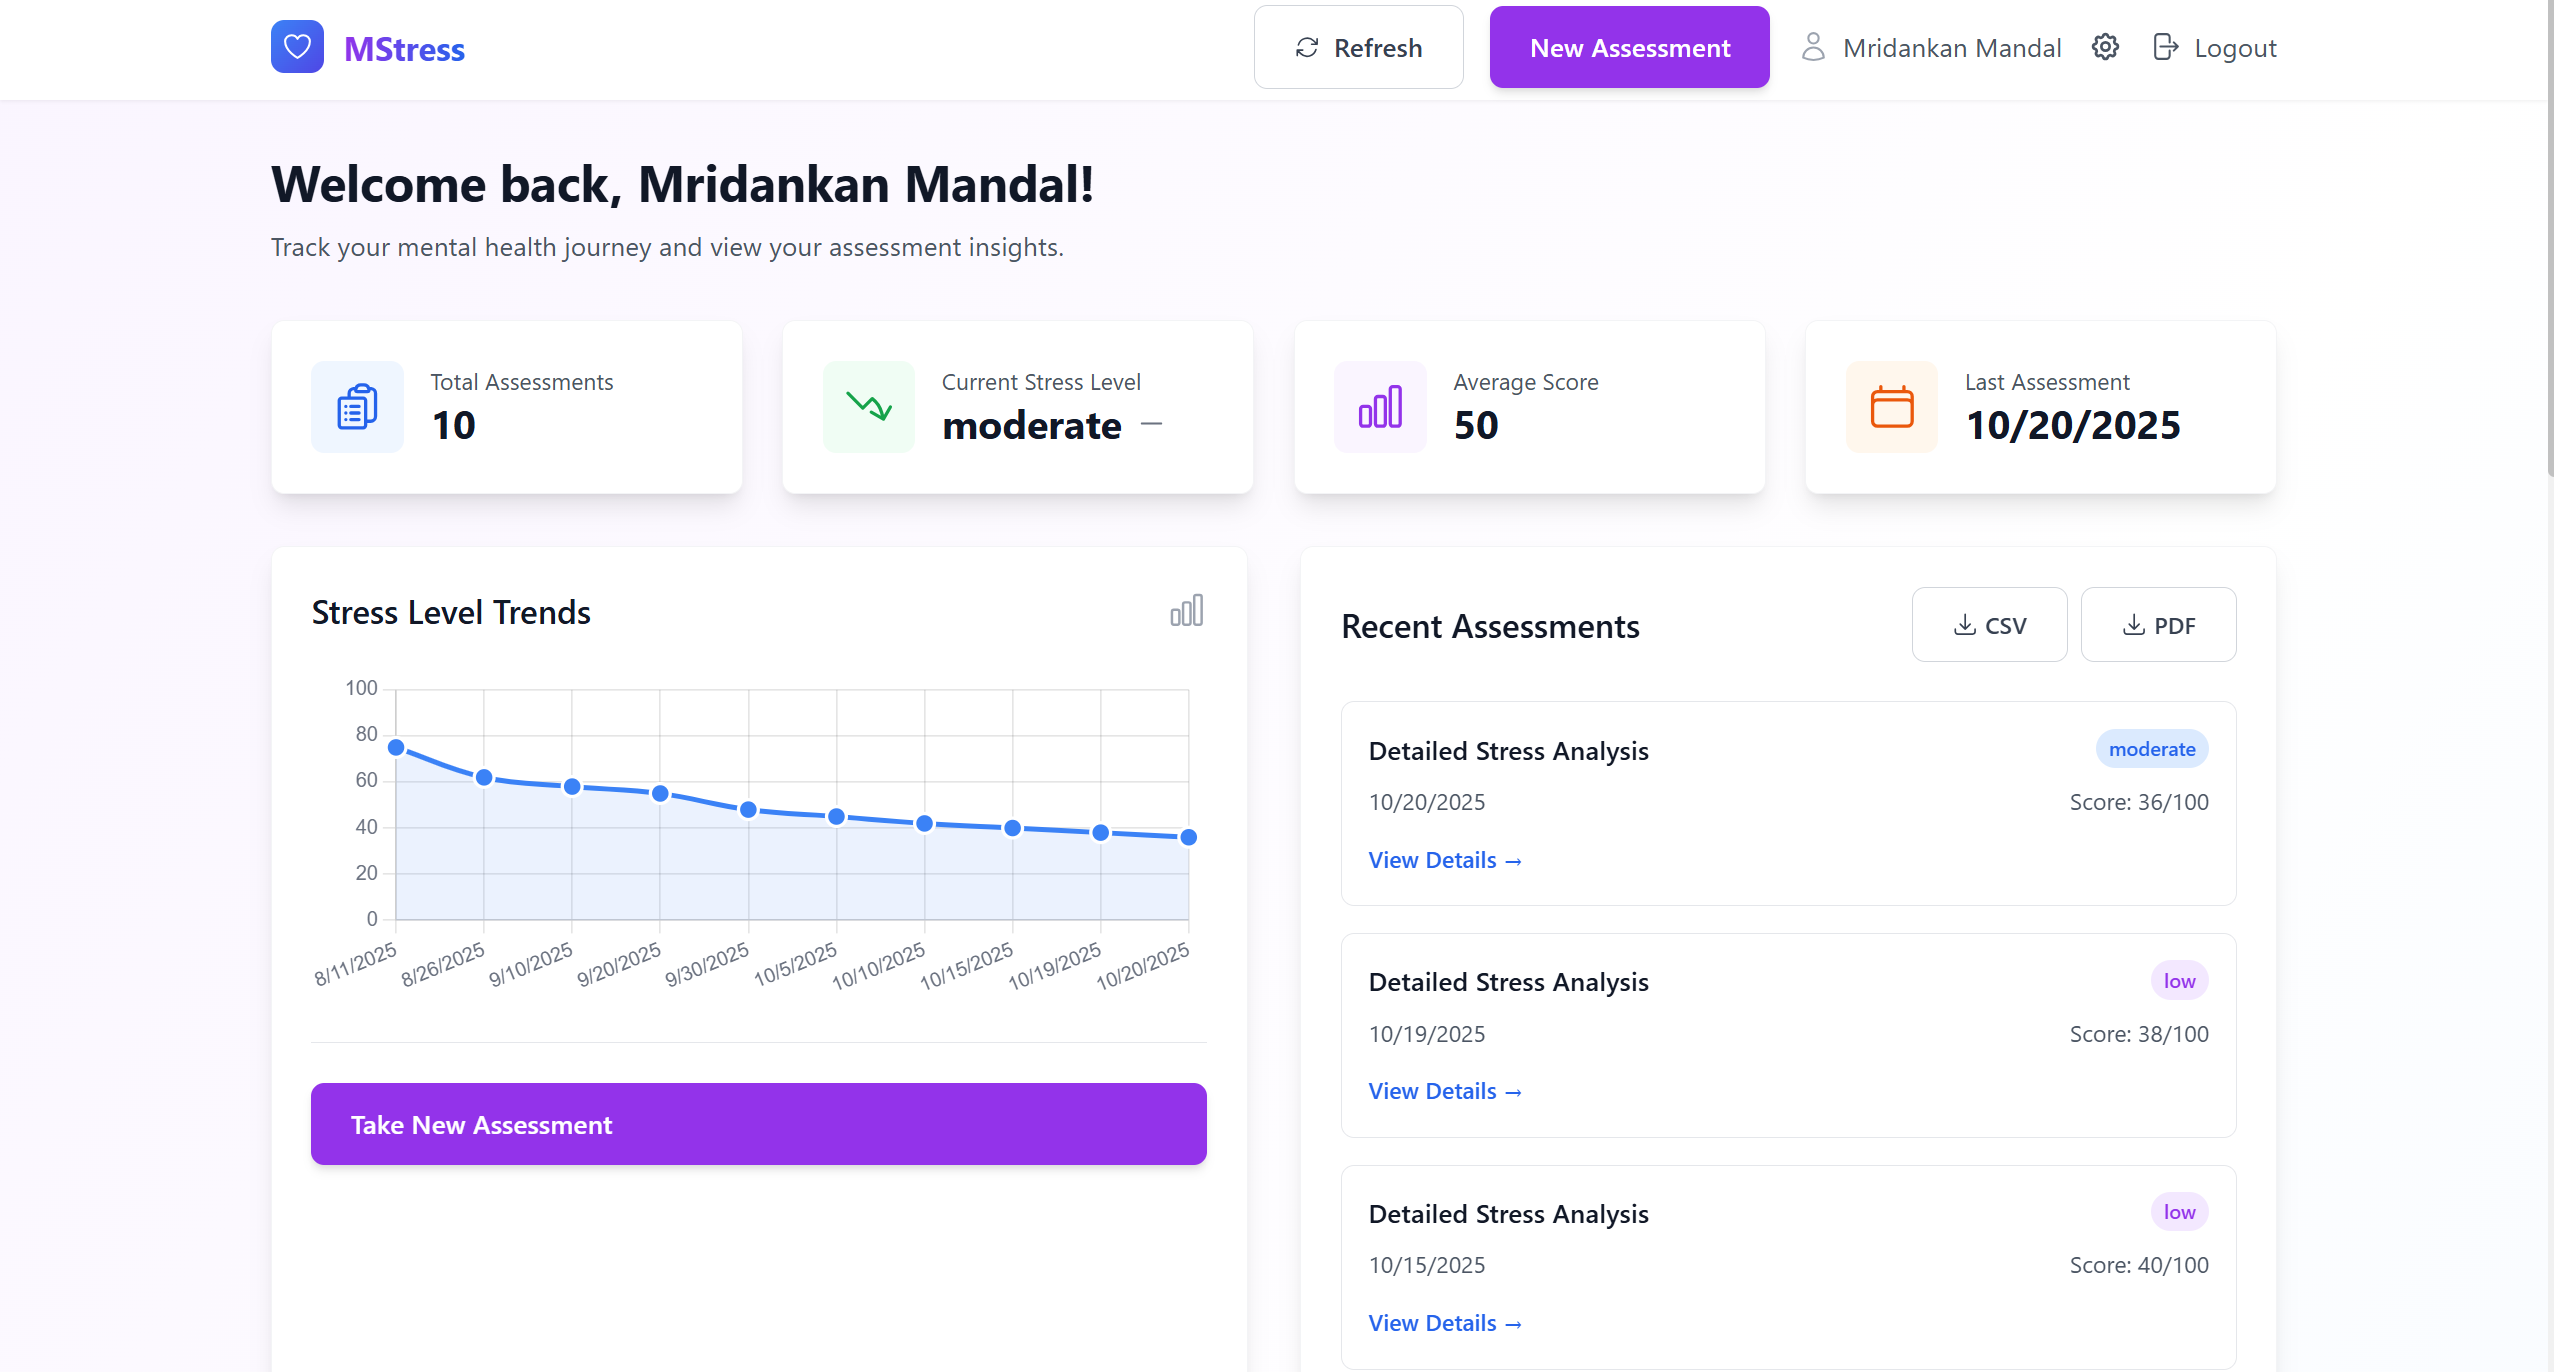 MStress
Refresh
New Assessment
Mridankan Mandal
Logout
Welcome back, Mridankan Mandal!
Track your mental health journey and view your assessment insights.
Total Assessments
10
Current Stress Level
moderate —
Average Score
50
Last Assessment
10/20/2025
Stress Level Trends
100
80
60
40
20
0
8/11/2025
8/26/2025
9/10/2025
9/20/2025
9/30/2025
10/5/2025
10/10/2025
10/15/2025
10/19/2025
10/20/2025
Take New Assessment
Recent Assessments
CSV
PDF
Detailed Stress Analysis
moderate
10/20/2025
Score: 36/100
View Details →
Detailed Stress Analysis
low
10/19/2025
Score: 38/100
View Details →
Detailed Stress Analysis
low
10/15/2025
Score: 40/100
View Details →